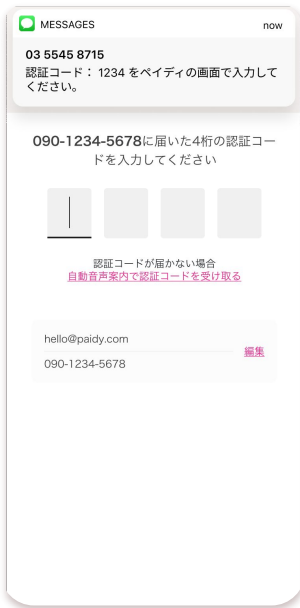 MESSAGES now
03 5545 8715
認証コード： 1234 をペイディの画面で入力して
ください。
090-1234-5678に届いた4桁の認証コー
ドを入力してください
認証コードが届かない場合
自動音声案内で認証コードを受け取る
hello@paidy.com
編集
090-1234-5678